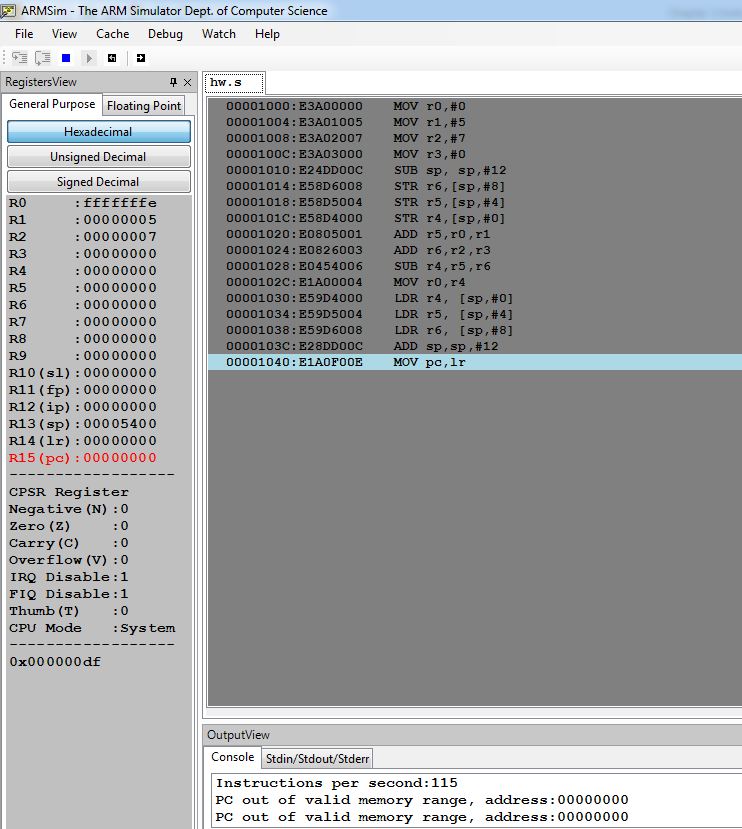 ARMSim - The ARM Simulator Dept. of Computer Science
File View Cache Debug Watch Help
RegistersView
General Purpose Floating Point
Hexadecimal
Unsigned Decimal
Signed Decimal
R0 :fffffffe
R1 :00000005
R2 :00000007
R3 :00000000
R4 :00000000
R5 :00000000
R6 :00000000
R7 :00000000
R8 :00000000
R9 :00000000
R10(sl):00000000
R11(fp):00000000
R12(ip):00000000
R13(sp):00005400
R14(lr):00000000
R15(pc):00000000
------------------
CPSR Register
Negative(N):0
Zero(Z) :0
Carry(C) :0
Overflow(V):0
IRQ Disable:1
FIQ Disable:1
Thumb(T) :0
CPU Mode :System
------------------
0x000000df
hw.s
00001000:E3A00000 MOV r0,#0
00001004:E3A01005 MOV r1,#5
00001008:E3A02007 MOV r2,#7
0000100C:E3A03000 MOV r3,#0
00001010:E24DD00C SUB sp, sp,#12
00001014:E58D6008 STR r6,[sp,#8]
00001018:E58D5004 STR r5,[sp,#4]
0000101C:E58D4000 STR r4,[sp,#0]
00001020:E0805001 ADD r5,r0,r1
00001024:E0826003 ADD r6,r2,r3
00001028:E0454006 SUB r4,r5,r6
0000102C:E1A00004 MOV r0,r4
00001030:E59D4000 LDR r4, [sp,#0]
00001034:E59D5004 LDR r5, [sp,#4]
00001038:E59D6008 LDR r6, [sp,#8]
0000103C:E28DD00C ADD sp,sp,#12
00001040:E1A0F00E MOV pc,lr
OutputView
Console Stdin/Stdout/Stderr
Instructions per second:115
PC out of valid memory range, address:00000000
PC out of valid memory range, address:00000000